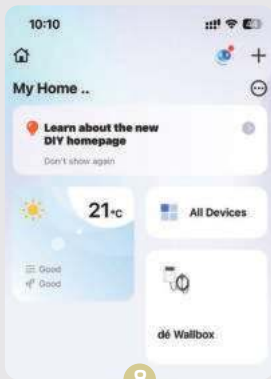 10:10
My Home ..
Learn about the new
DIY homepage
Don't show again
21°C
Good
Good
All Devices
dé Wallbox
8